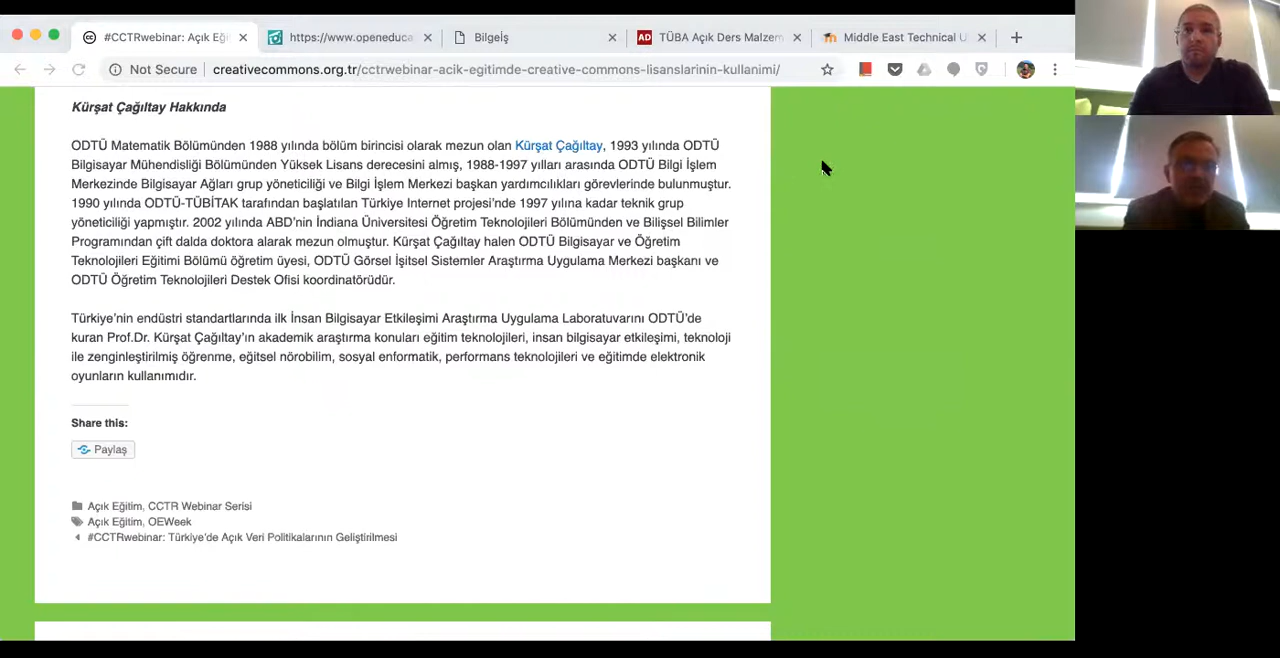 #CCTRwebinar: Açık Eği
https://www.openeduca
Bilgeİş
AD TÜBA Açık Ders Malzem
Middle East Technical U
Not Secure
creativecommons.org.tr/cctrwebinar-acik-egitimde-creative-commons-lisanslarinin-kullanimi/
Kürşat Çağıltay Hakkında
ODTÜ Matematik Bölümünden 1988 yılında bölüm birincisi olarak mezun olan Kürşat Çağıltay, 1993 yılında ODTÜ
Bilgisayar Mühendisliği Bölümünden Yüksek Lisans derecesini almış, 1988-1997 yılları arasında ODTÜ Bilgi İşlem
Merkezinde Bilgisayar Ağları grup yöneticiliği ve Bilgi İşlem Merkezi başkan yardımcılıkları görevlerinde bulunmuştur.
1990 yılında ODTÜ-TÜBİTAK tarafından başlatılan Türkiye Internet projesi’nde 1997 yılına kadar teknik grup
yöneticiliği yapmıştır. 2002 yılında ABD’nin İndiana Üniversitesi Öğretim Teknolojileri Bölümünden ve Bilişsel Bilimler
Programından çift dalda doktora alarak mezun olmuştur. Kürşat Çağıltay halen ODTÜ Bilgisayar ve Öğretim
Teknolojileri Eğitimi Bölümü öğretim üyesi, ODTÜ Görsel İşitsel Sistemler Araştırma Uygulama Merkezi başkanı ve
ODTÜ Öğretim Teknolojileri Destek Ofisi koordinatörüdür.
Türkiye’nin endüstri standartlarında ilk İnsan Bilgisayar Etkileşimi Araştırma Uygulama Laboratuvarını ODTÜ’de
kuran Prof.Dr. Kürşat Çağıltay’ın akademik araştırma konuları eğitim teknolojileri, insan bilgisayar etkileşimi, teknoloji
ile zenginleştirilmiş öğrenme, eğitsel nörobilim, sosyal enformatik, performans teknolojileri ve eğitimde elektronik
oyunların kullanımıdır.
Share this:
Paylaş
Açık Eğitim, CCTR Webinar Serisi
Açık Eğitim, OEWeek
#CCTRwebinar: Türkiye’de Açık Veri Politikalarının Geliştirilmesi